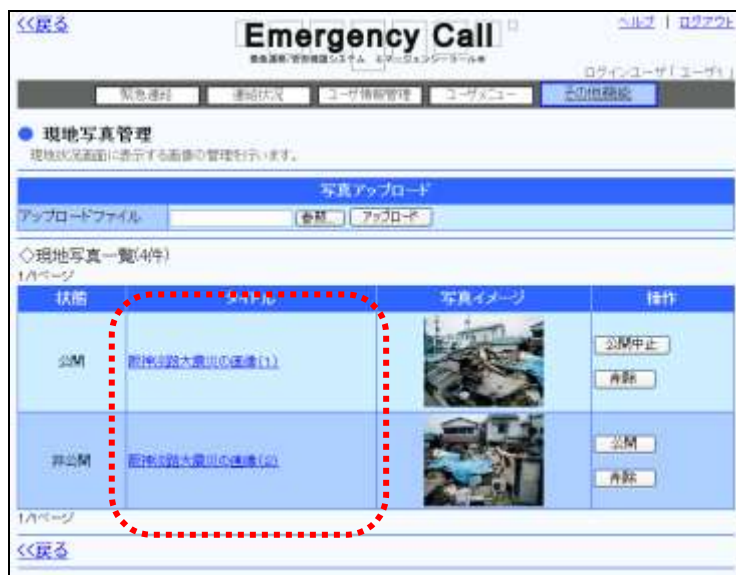 <<戻る
ヘルプ | ログアウト
Emergency Call
緊急連絡/安否確認システム エマージェンシーコール®
ログインユーザ「ユーザ1」
緊急連絡 連絡状況 ユーザ情報管理 ユーザメニュー その他機能
● 現地写真管理
現地状況画面に表示する画像の管理を行います。
写真アップロード
アップロードファイル 参照... アップロード
◇現地写真一覧(4件)
1/1ページ
状態 タイトル 写真イメージ 操作
公開 阪神淡路大震災の画像(1) 公開中止
削除
非公開 阪神淡路大震災の画像(2) 公開
削除
1/1ページ
<<戻る